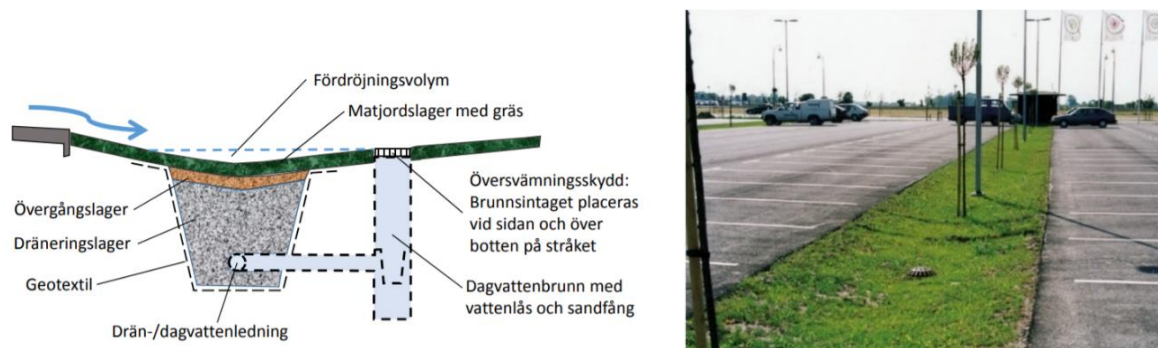 Fördröjningsvolym
Matjordslager med gräs
Övergångslager
Dräneringslager
Geotextil
Drän-/dagvattenledning
Översvämningsskydd:
Brunnsintaget placeras
vid sidan och över
botten på stråket
Dagvattenbrunn med
vattenlås och sandfång